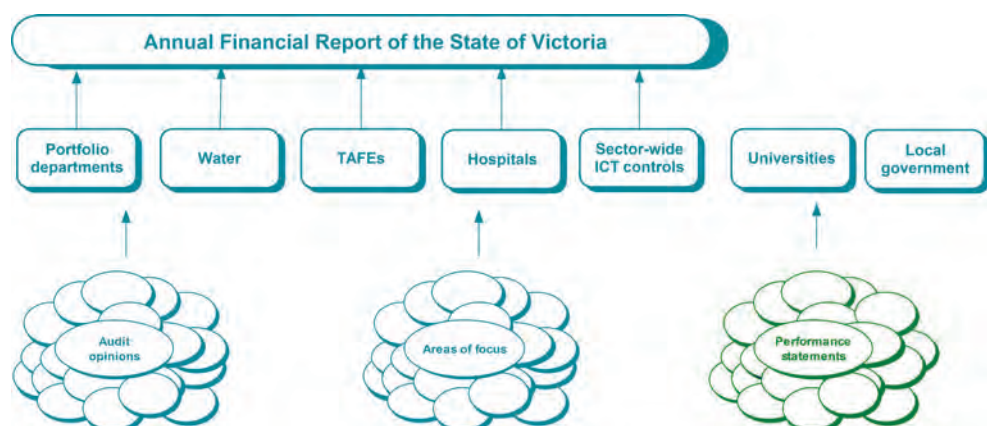 Annual Financial Report of the State of Victoria
Portfolio
departments
Water
TAFEs
Hospitals
Sector-wide
ICT controls
Universities
Local
government
Audit
opinions
Areas of focus
Performance
statements